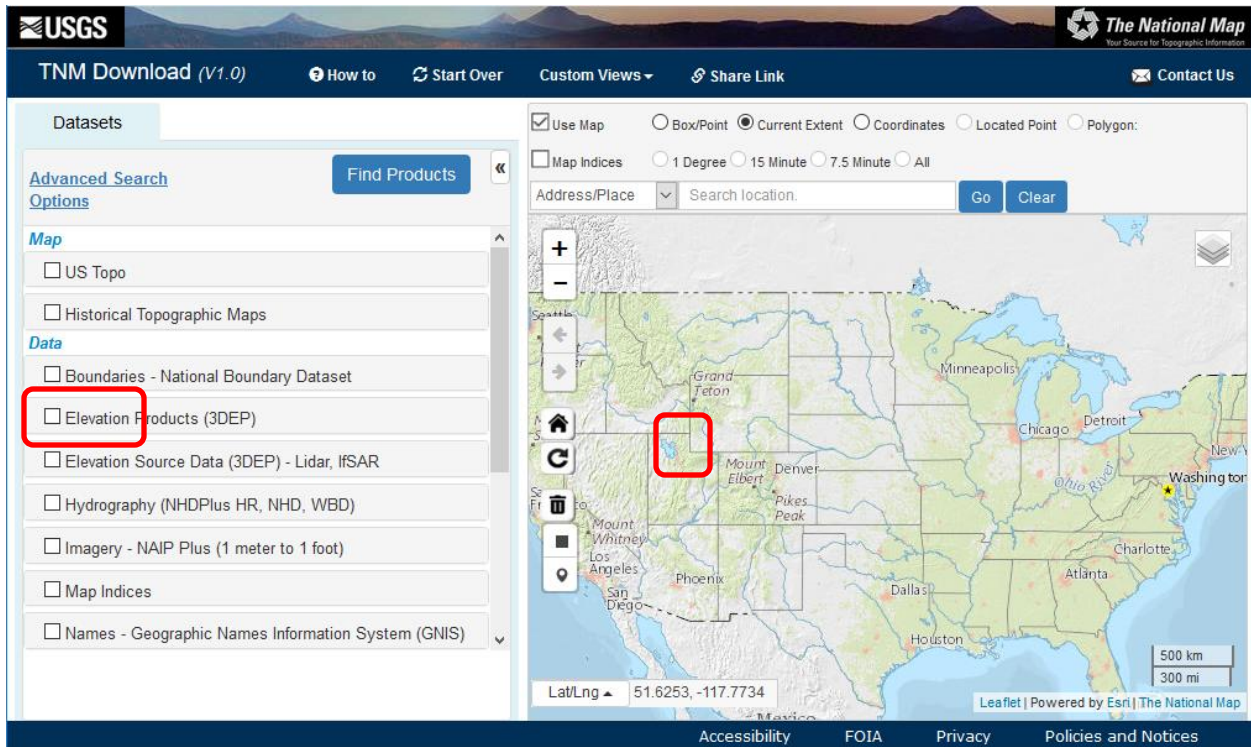 USGS
The National Map
Your Source for Topographic Information
TNM Download (V1.0)
How to
Start Over
Custom Views
Share Link
Contact Us
Datasets
Advanced Search
Options
Find Products
«
Map
US Topo
Historical Topographic Maps
Data
Boundaries - National Boundary Dataset
Elevation Products (3DEP)
Elevation Source Data (3DEP) - Lidar, IfSAR
Hydrography (NHDPlus HR, NHD, WBD)
Imagery - NAIP Plus (1 meter to 1 foot)
Map Indices
Names - Geographic Names Information System (GNIS)
Use Map Box/Point Current Extent Coordinates Located Point Polygon:
Map Indices 1 Degree 15 Minute 7.5 Minute All
Address/Place Search location. Go Clear
+
−
Seattle
Grand
Teton
Minneapolis
Chicago
Detroit
New
Mount
Elbert
Denver
Pikes
Peak
Ohio River
Washington
Mount
Whitney
Los
Angeles
San
Diego
Phoenix
Dallas
Houston
Charlotte
Atlanta
500 km
300 mi
Lat/Lng 51.6253, -117.7734
Mexico
Leaflet | Powered by Esri | The National Map
Accessibility FOIA Privacy Policies and Notices